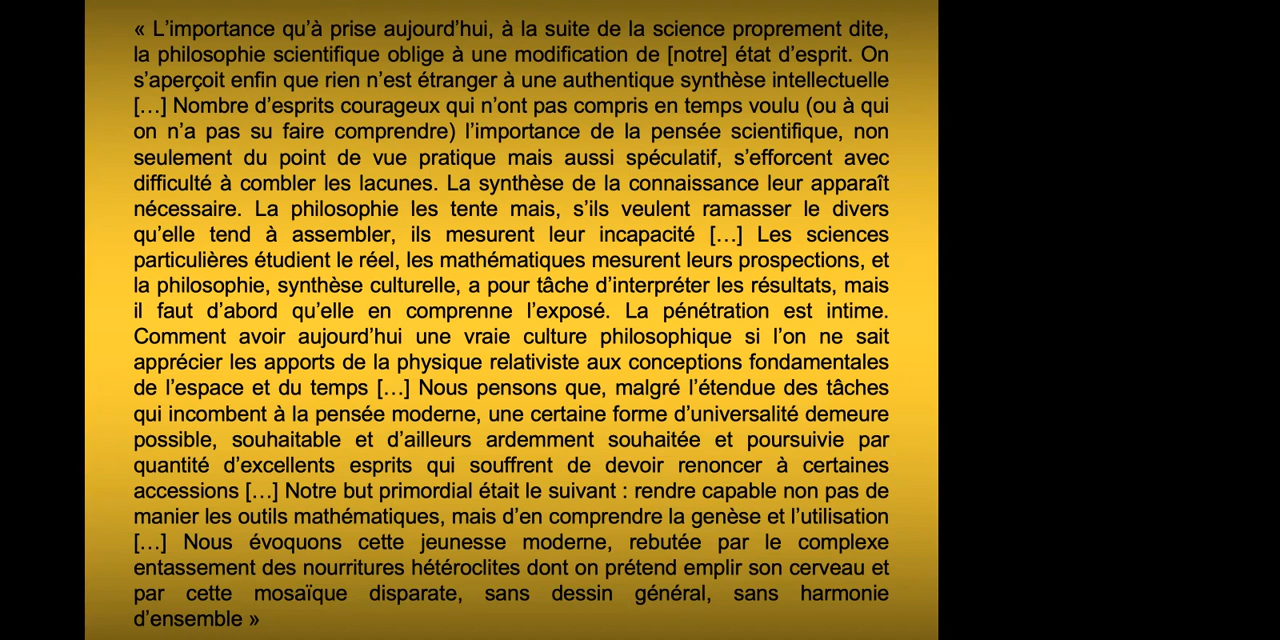 « L’importance qu’à prise aujourd’hui, à la suite de la science proprement dite,
la philosophie scientifique oblige à une modification de [notre] état d’esprit. On
s’aperçoit enfin que rien n’est étranger à une authentique synthèse intellectuelle
[…] Nombre d’esprits courageux qui n’ont pas compris en temps voulu (ou à qui
on n’a pas su faire comprendre) l’importance de la pensée scientifique, non
seulement du point de vue pratique mais aussi spéculatif, s’efforcent avec
difficulté à combler les lacunes. La synthèse de la connaissance leur apparaît
nécessaire. La philosophie les tente mais, s’ils veulent ramasser le divers
qu’elle tend à assembler, ils mesurent leur incapacité […] Les sciences
particulières étudient le réel, les mathématiques mesurent leurs prospections, et
la philosophie, synthèse culturelle, a pour tâche d’interpréter les résultats, mais
il faut d’abord qu’elle en comprenne l’exposé. La pénétration est intime.
Comment avoir aujourd’hui une vraie culture philosophique si l’on ne sait
apprécier les apports de la physique relativiste aux conceptions fondamentales
de l’espace et du temps […] Nous pensons que, malgré l’étendue des tâches
qui incombent à la pensée moderne, une certaine forme d’universalité demeure
possible, souhaitable et d’ailleurs ardemment souhaitée et poursuivie par
quantité d’excellents esprits qui souffrent de devoir renoncer à certaines
accessions […] Notre but primordial était le suivant : rendre capable non pas de
manier les outils mathématiques, mais d’en comprendre la genèse et l’utilisation
[…] Nous évoquons cette jeunesse moderne, rebutée par le complexe
entassement des nourritures hétéroclites dont on prétend emplir son cerveau et
par cette mosaïque disparate, sans dessin général, sans harmonie
d’ensemble »